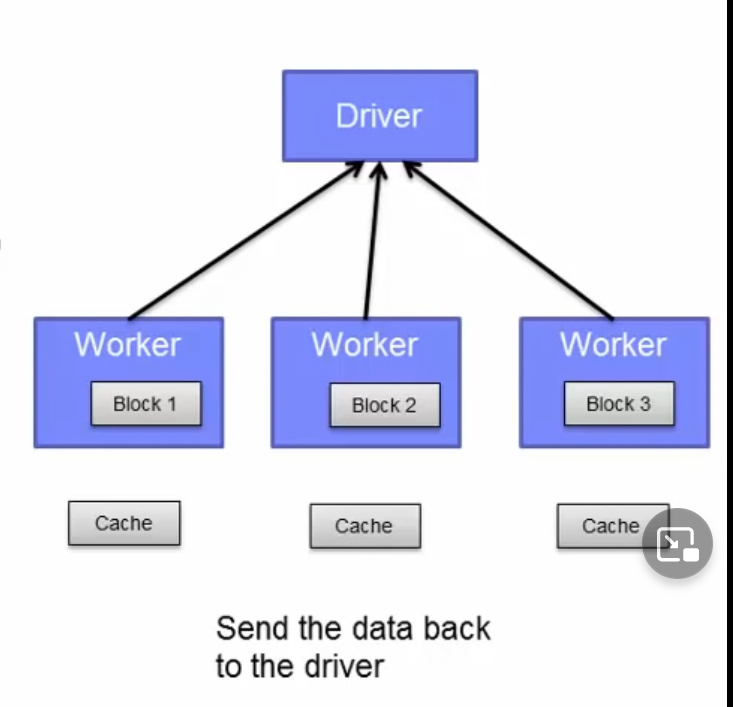 Driver
Worker
Worker
Worker
Block 1
Block 2
Block 3
Cache
Cache
Cache
Send the data back
to the driver